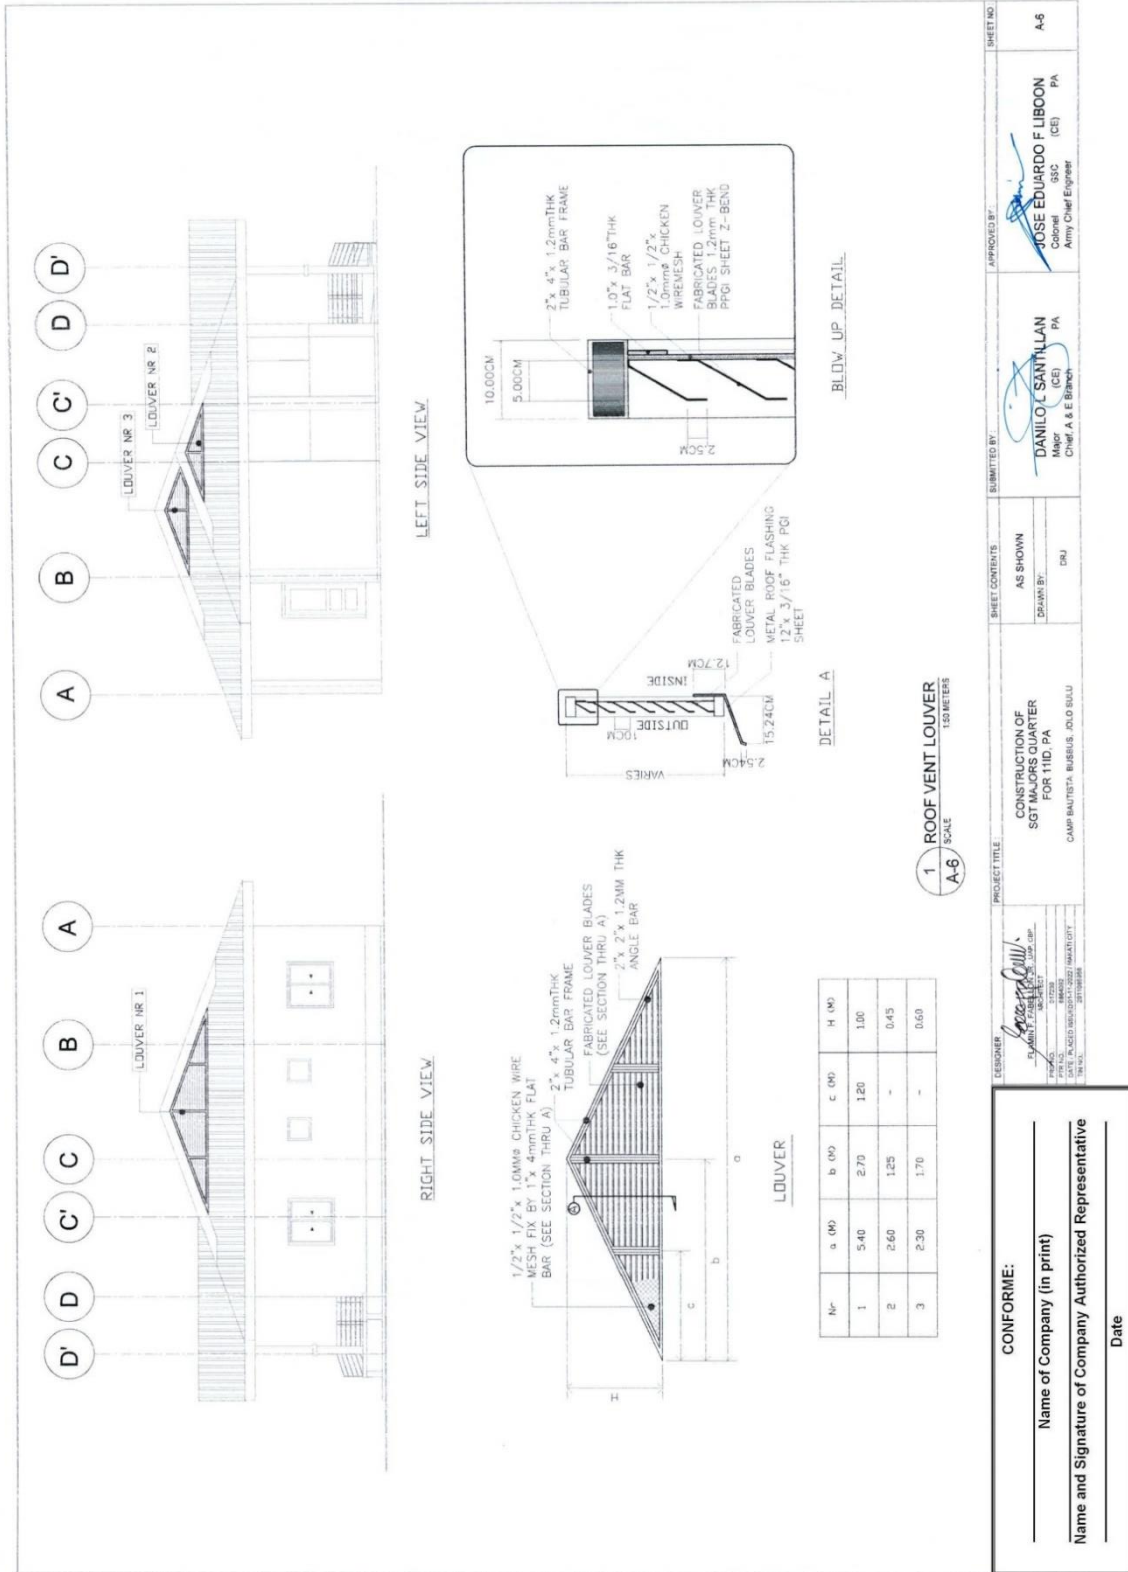 D'
D
C'
C
B
A
LOUVER NR 1
RIGHT SIDE VIEW
A
B
C
C'
D
D'
LOUVER NR 3
LOUVER NR 2
LEFT SIDE VIEW
1/2"x 1/2"x 1.0MMØ CHICKEN WIRE
MESH FIX BY 1"x 4mmTHK FLAT
BAR (SEE SECTION THRU A)
2"x 4"x 1.2mmTHK
TUBULAR BAR FRAME
FABRICATED LOUVER BLADES
(SEE SECTION THRU A)
2"x 2"x 1.2MM THK
ANGLE BAR
A
H
c
b
a
LOUVER
Nr a (M) b (M) c (M) H (M)
1 5.40 2.70 1.20 1.00
2 2.60 1.25 - 0.45
3 2.30 1.70 - 0.60
VARIES
10CM
OUTSIDE
INSIDE
12.7CM
2.54CM
15.24CM
FABRICATED
LOUVER BLADES
METAL ROOF FLASHING
12"x 3/16" THK PGI
SHEET
DETAIL A
10.00CM
5.00CM
2.5CM
2"x 4"x 1.2mmTHK
TUBULAR BAR FRAME
1.0"x 3/16"THK
FLAT BAR
1/2"x 1/2"x
1.0mmø CHICKEN
WIREMESH
FABRICATED LOUVER
BLADES 1.2mm THK
PPGI SHEET Z-BEND
BLOW UP DETAIL
1
A-6
ROOF VENT LOUVER
SCALE 1:50 METERS
CONFORME:
Name of Company (in print)
Name and Signature of Company Authorized Representative
Date
DESIGNER
ARCHITECT
PROJECT TITLE:
CONSTRUCTION OF
SGT MAJORS QUARTER
FOR 11ID, PA
CAMP BAUTISTA, BUSBUS, JOLO SULU
SHEET CONTENTS:
AS SHOWN
DRAWN BY:
DRJ
SUBMITTED BY:
DANILO L SANTILLAN
Major (CE) PA
Chief, A & E Branch
APPROVED BY:
JOSE EDUARDO F LIBOON
Colonel GSC (CE) PA
Army Chief Engineer
SHEET NO
A-6